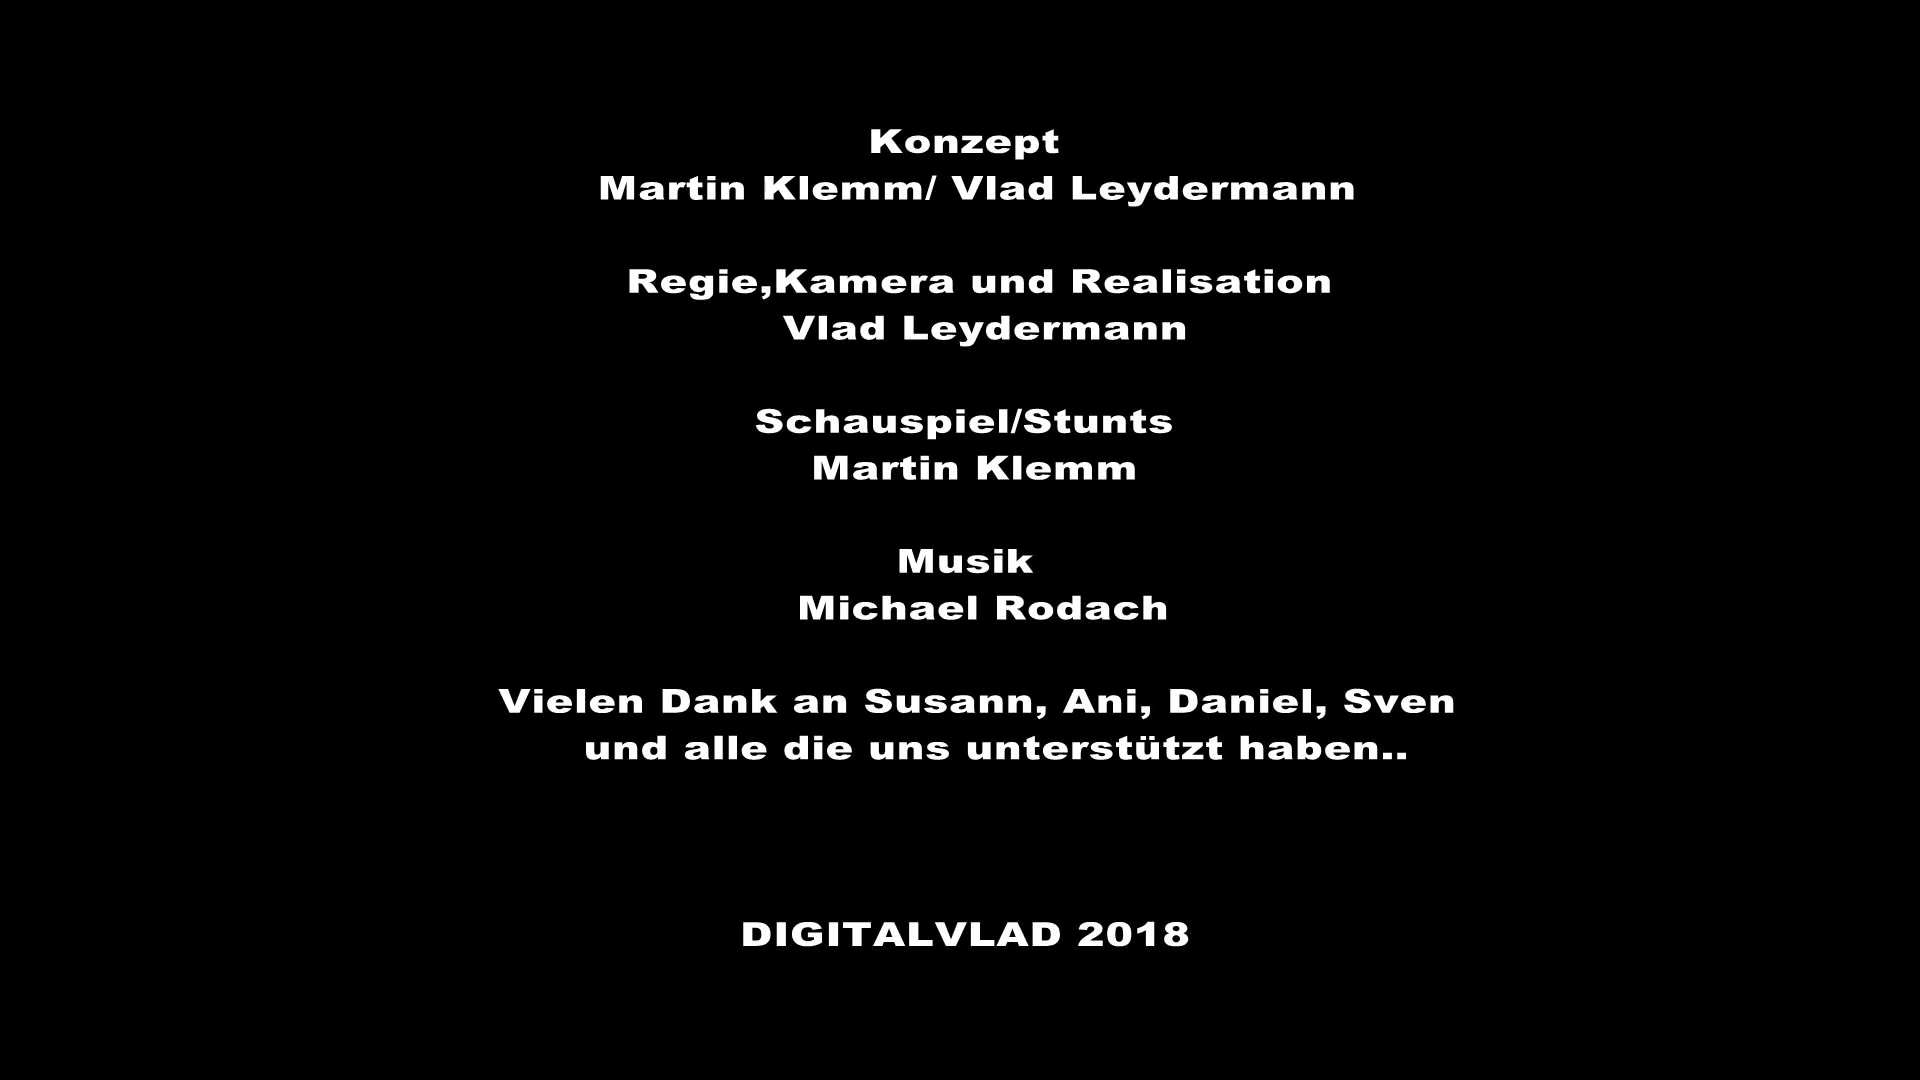 Konzept
Martin Klemm/ Vlad Leydermann
Regie,Kamera und Realisation
Vlad Leydermann
Schauspiel/Stunts
Martin Klemm
Musik
Michael Rodach
Vielen Dank an Susann, Ani, Daniel, Sven
und alle die uns unterstützt haben..
DIGITALVLAD 2018